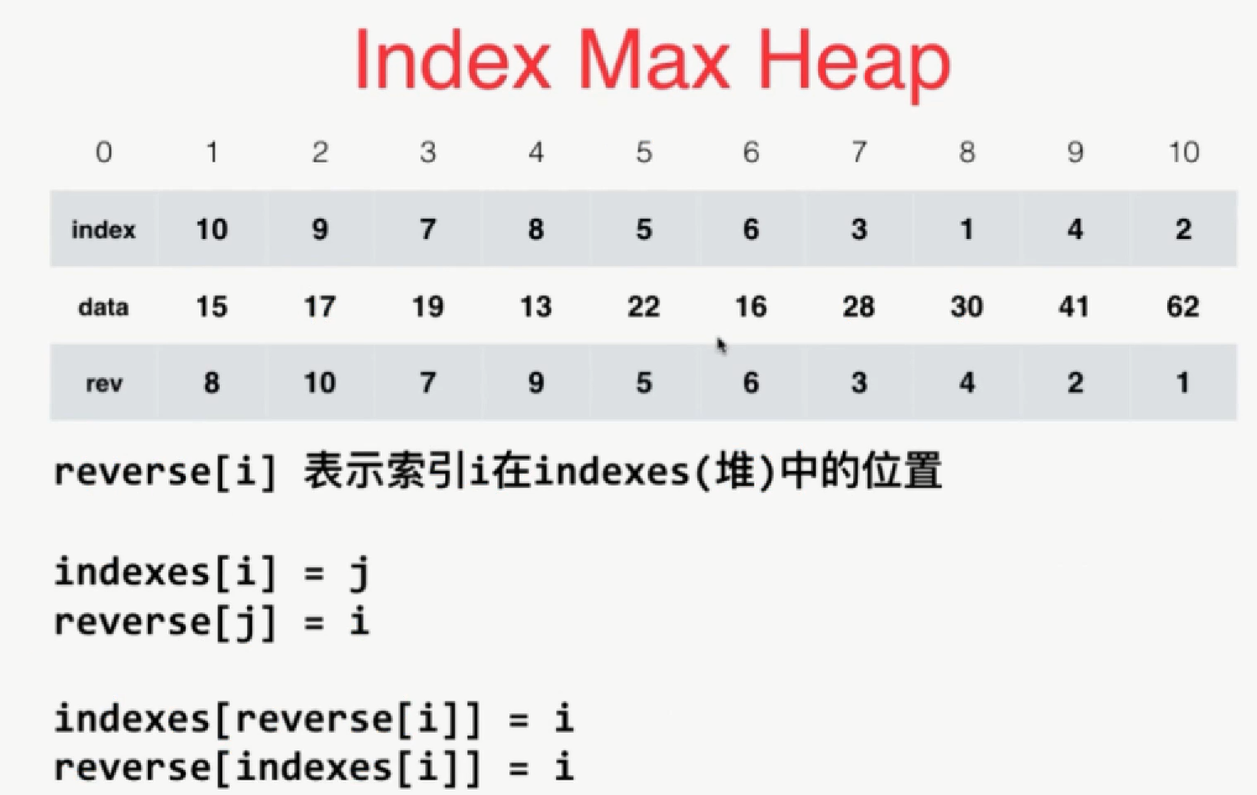 Index Max Heap
0 1 2 3 4 5 6 7 8 9 10
index 10 9 7 8 5 6 3 1 4 2
data 15 17 19 13 22 16 28 30 41 62
rev 8 10 7 9 5 6 3 4 2 1
reverse[i] 表示索引i在indexes(堆)中的位置
indexes[i] = j
reverse[j] = i
indexes[reverse[i]] = i
reverse[indexes[i]] = i